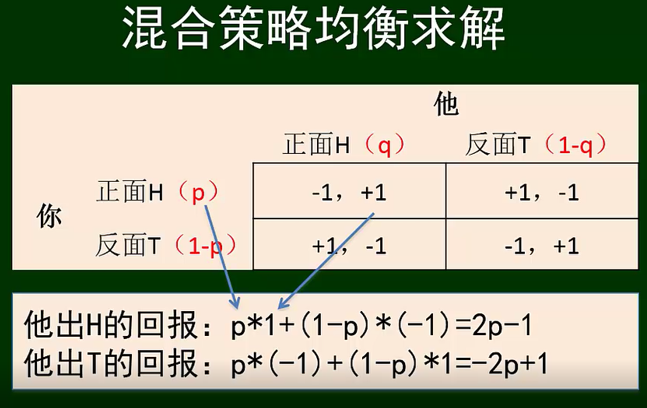 混合策略均衡求解
他
正面H（q） 反面T（1-q）
你
正面H（p） -1, +1 +1, -1
反面T（1-p） +1, -1 -1, +1
他出H的回报：p*1+(1-p)*(-1)=2p-1
他出T的回报：p*(-1)+(1-p)*1=-2p+1